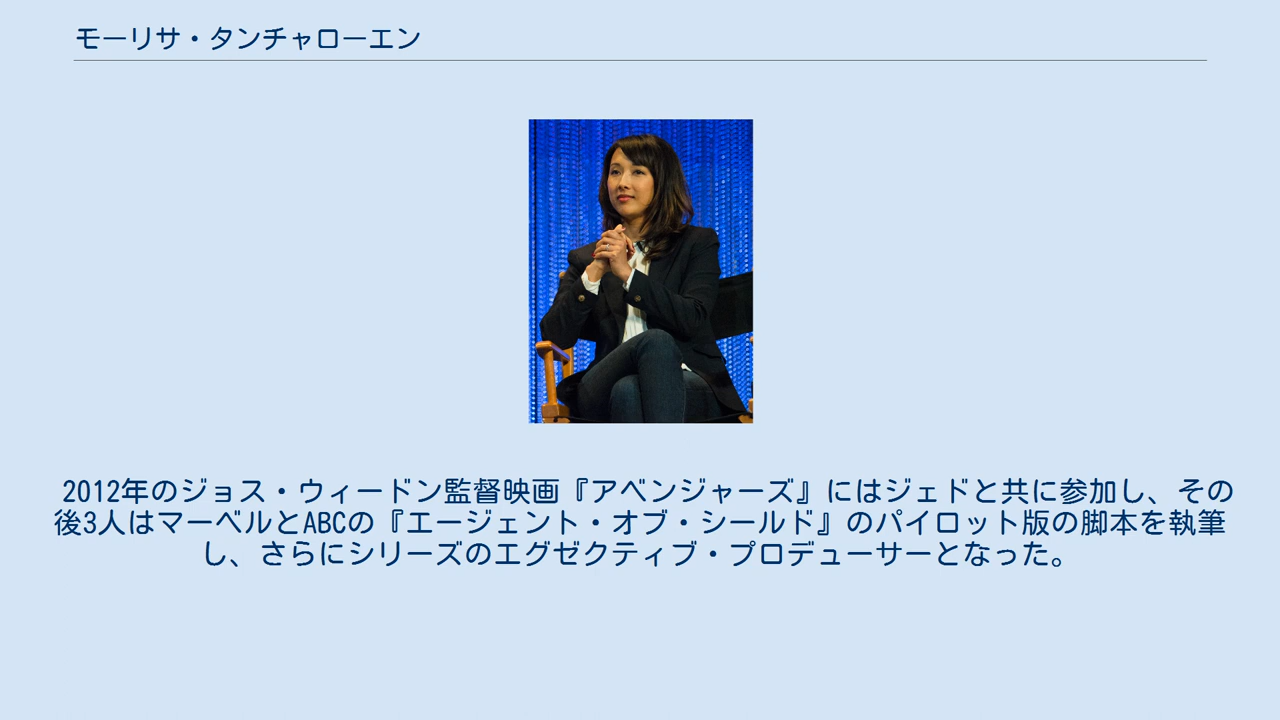 モーリサ・タンチャローエン
2012年のジョス・ウィードン監督映画『アベンジャーズ』にはジェドと共に参加し、その
後3人はマーベルとABCの『エージェント・オブ・シールド』のパイロット版の脚本を執筆
し、さらにシリーズのエグゼクティブ・プロデューサーとなった。